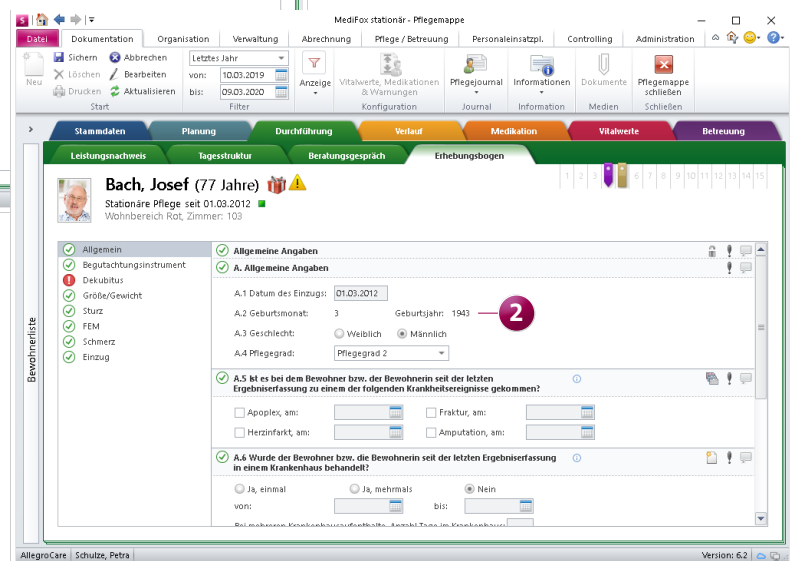 MediFox stationär - Pflegemappe
Datei Dokumentation Organisation Verwaltung Abrechnung Pflege / Betreuung Personaleinsatzpl. Controlling Administration
Neu
Sichern Abbrechen
Löschen Bearbeiten
Drucken Aktualisieren
Start
Letztes Jahr
von: 10.03.2019
bis: 09.03.2020
Filter
Anzeige
Vitalwerte, Medikationen
& Warnungen
Konfiguration
Pflegejournal
Journal
Informationen
Information
Dokumente
Medien
Pflegemappe
schließen
Schließen
Stammdaten Planung Durchführung Verlauf Medikation Vitalwerte Betreuung
Leistungsnachweis Tagesstruktur Beratungsgespräch Erhebungsbogen
Bach, Josef (77 Jahre)
Stationäre Pflege seit 01.03.2012
Wohnbereich Rot, Zimmer: 103
1 2 3 6 7 8 9 10 11 12 13 14 15
Bewohnerliste
Allgemein
Begutachtungsinstrument
Dekubitus
Größe/Gewicht
Sturz
FEM
Schmerz
Einzug
Allgemeine Angaben
A. Allgemeine Angaben
A.1 Datum des Einzugs: 01.03.2012
A.2 Geburtsmonat: 3 Geburtsjahr: 1943
2
A.3 Geschlecht: Weiblich Männlich
A.4 Pflegegrad: Pflegegrad 2
A.5 Ist es bei dem Bewohner bzw. der Bewohnerin seit der letzten
Ergebniserfassung zu einem der folgenden Krankheitsereignisse gekommen?
Apoplex, am: Fraktur, am:
Herzinfarkt, am: Amputation, am:
A.6 Wurde der Bewohner bzw. die Bewohnerin seit der letzten Ergebniserfassung
in einem Krankenhaus behandelt?
Ja, einmal Ja, mehrmals Nein
von: bis:
Bei mehreren Krankenhausaufenthalte, Anzahl Tage im Krankenhaus:
AllegroCare Schulze, Petra Version: 6.2